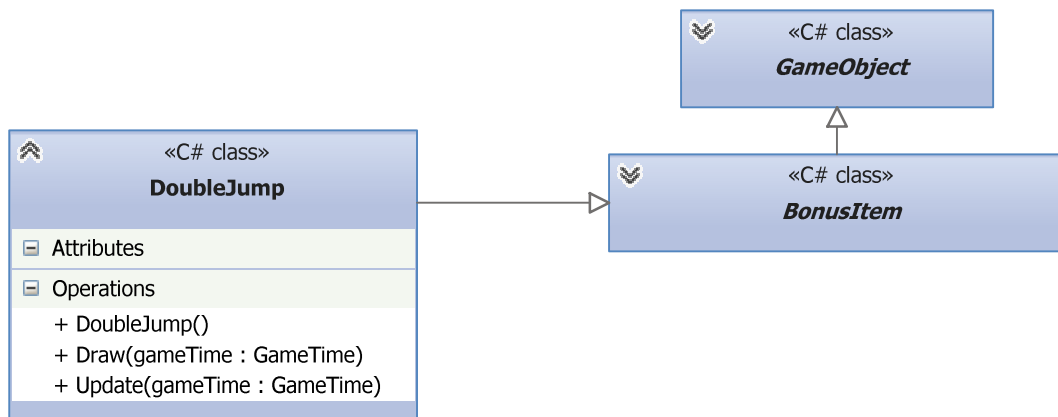 «C# class»
GameObject
«C# class»
DoubleJump
«C# class»
BonusItem
Attributes
Operations
+ DoubleJump()
+ Draw(gameTime : GameTime)
+ Update(gameTime : GameTime)